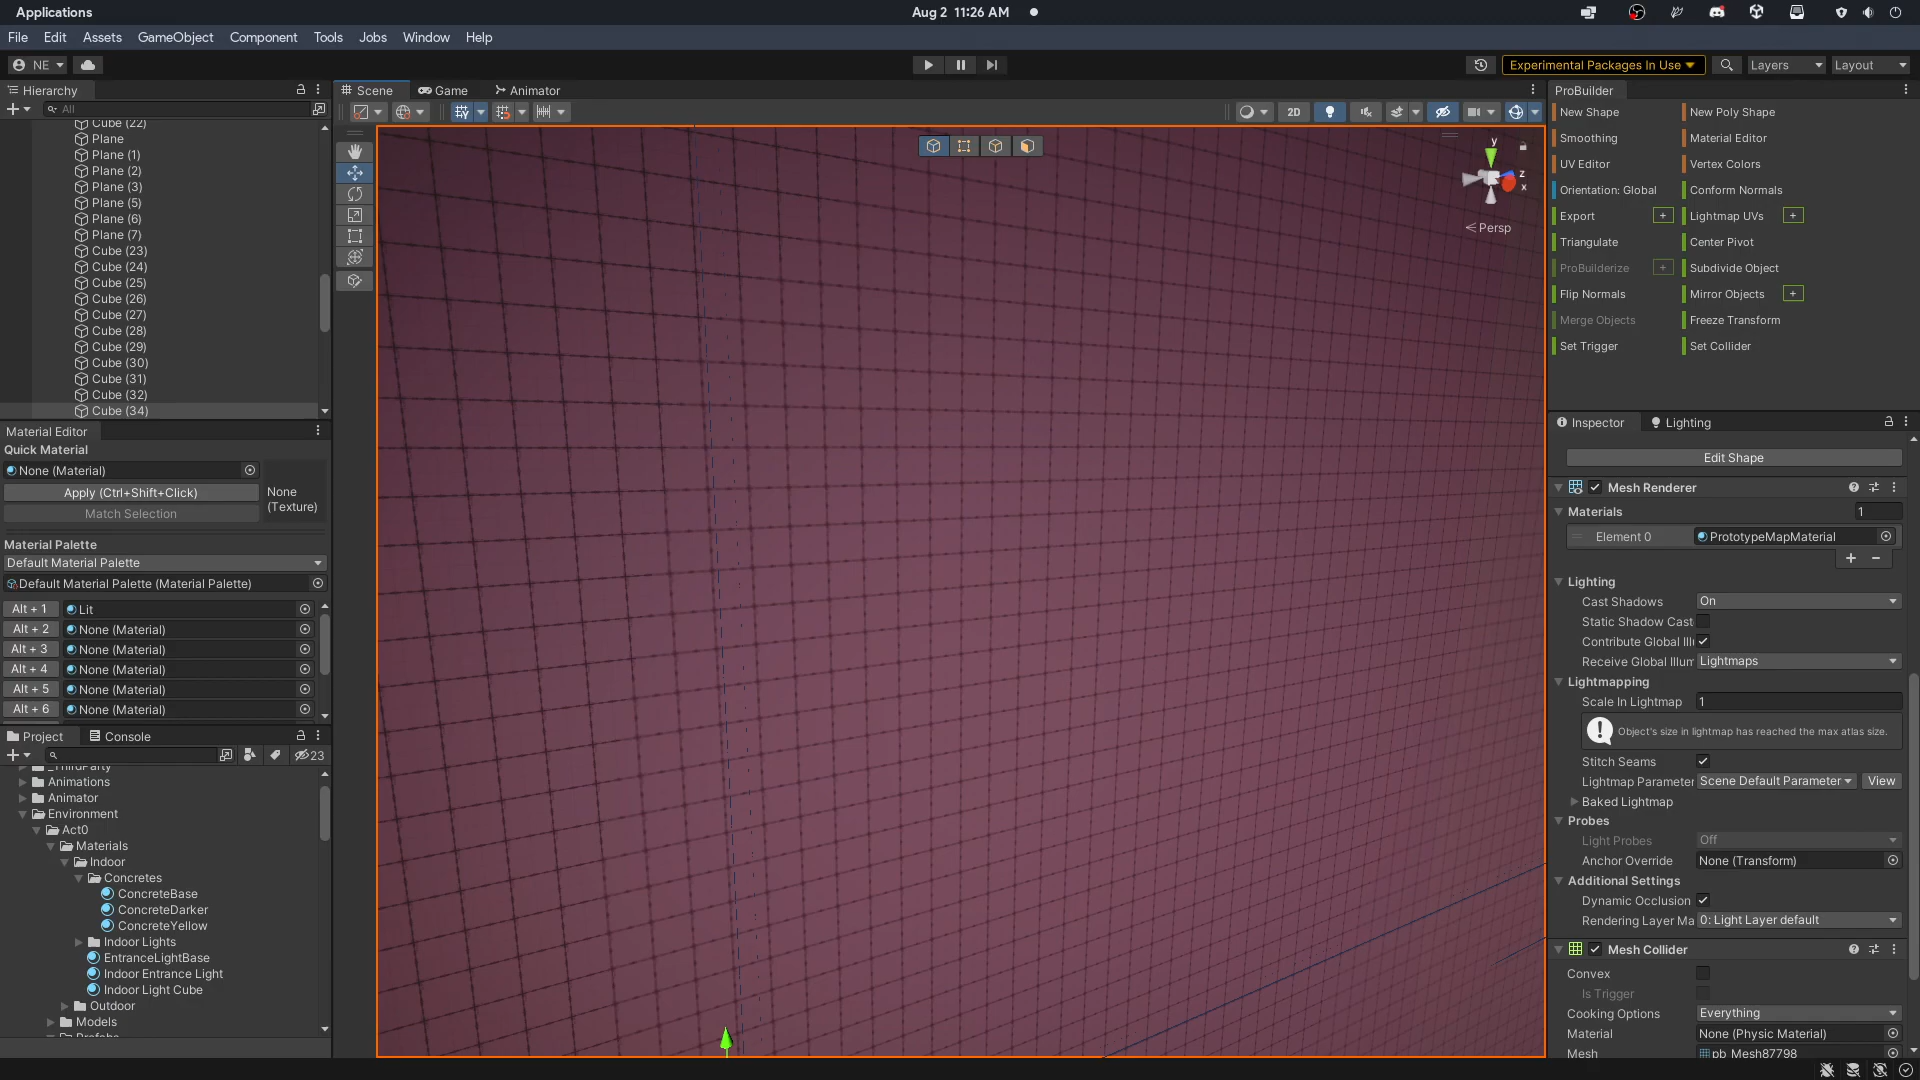 Applications
Aug 2 11:26 AM
File Edit Assets GameObject Component Tools Jobs Window Help
NE
Experimental Packages In Use
Layers
Layout
Hierarchy
All
Cube (22)
Plane
Plane (1)
Plane (2)
Plane (3)
Plane (5)
Plane (6)
Plane (7)
Cube (23)
Cube (24)
Cube (25)
Cube (26)
Cube (27)
Cube (28)
Cube (29)
Cube (30)
Cube (31)
Cube (32)
Cube (34)
Material Editor
Quick Material
None (Material)
Apply (Ctrl+Shift+Click)
Match Selection
None
(Texture)
Material Palette
Default Material Palette
Default Material Palette (Material Palette)
Alt + 1 Lit
Alt + 2 None (Material)
Alt + 3 None (Material)
Alt + 4 None (Material)
Alt + 5 None (Material)
Alt + 6 None (Material)
Project Console
23
_ThirdParty
Animations
Animator
Environment
Act0
Materials
Indoor
Concretes
ConcreteBase
ConcreteDarker
ConcreteYellow
Indoor Lights
EntranceLightBase
Indoor Entrance Light
Indoor Light Cube
Outdoor
Models
Prefabs
Scene Game Animator
2D
y
z
x
Persp
ProBuilder
New Shape New Poly Shape
Smoothing Material Editor
UV Editor Vertex Colors
Orientation: Global Conform Normals
Export + Lightmap UVs +
Triangulate Center Pivot
ProBuilderize + Subdivide Object
Flip Normals Mirror Objects +
Merge Objects Freeze Transform
Set Trigger Set Collider
Inspector Lighting
Edit Shape
Mesh Renderer
Materials 1
Element 0 PrototypeMapMaterial
Lighting
Cast Shadows On
Static Shadow Cast
Contribute Global Illu
Receive Global Illum Lightmaps
Lightmapping
Scale In Lightmap 1
Object's size in lightmap has reached the max atlas size.
Stitch Seams
Lightmap Parameter Scene Default Parameter View
Baked Lightmap
Probes
Light Probes Off
Anchor Override None (Transform)
Additional Settings
Dynamic Occlusion
Rendering Layer Ma 0: Light Layer default
Mesh Collider
Convex
Is Trigger
Cooking Options Everything
Material None (Physic Material)
Mesh pb_Mesh87798